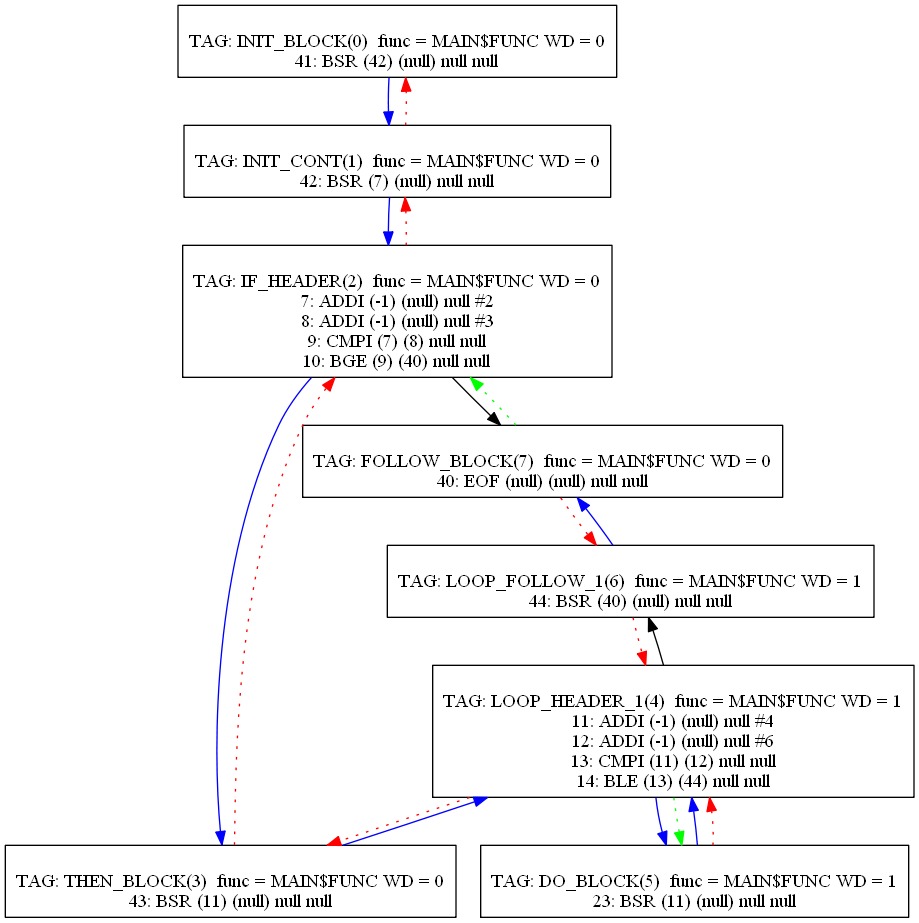 TAG: INIT_BLOCK(0) func = MAIN$FUNC WD = 0
41: BSR (42) (null) null null
TAG: INIT_CONT(1) func = MAIN$FUNC WD = 0
42: BSR (7) (null) null null
TAG: IF_HEADER(2) func = MAIN$FUNC WD = 0
7: ADDI (-1) (null) null #2
8: ADDI (-1) (null) null #3
9: CMPI (7) (8) null null
10: BGE (9) (40) null null
TAG: FOLLOW_BLOCK(7) func = MAIN$FUNC WD = 0
40: EOF (null) (null) null null
TAG: LOOP_FOLLOW_1(6) func = MAIN$FUNC WD = 1
44: BSR (40) (null) null null
TAG: LOOP_HEADER_1(4) func = MAIN$FUNC WD = 1
11: ADDI (-1) (null) null #4
12: ADDI (-1) (null) null #6
13: CMPI (11) (12) null null
14: BLE (13) (44) null null
TAG: THEN_BLOCK(3) func = MAIN$FUNC WD = 0
43: BSR (11) (null) null null
TAG: DO_BLOCK(5) func = MAIN$FUNC WD = 1
23: BSR (11) (null) null null